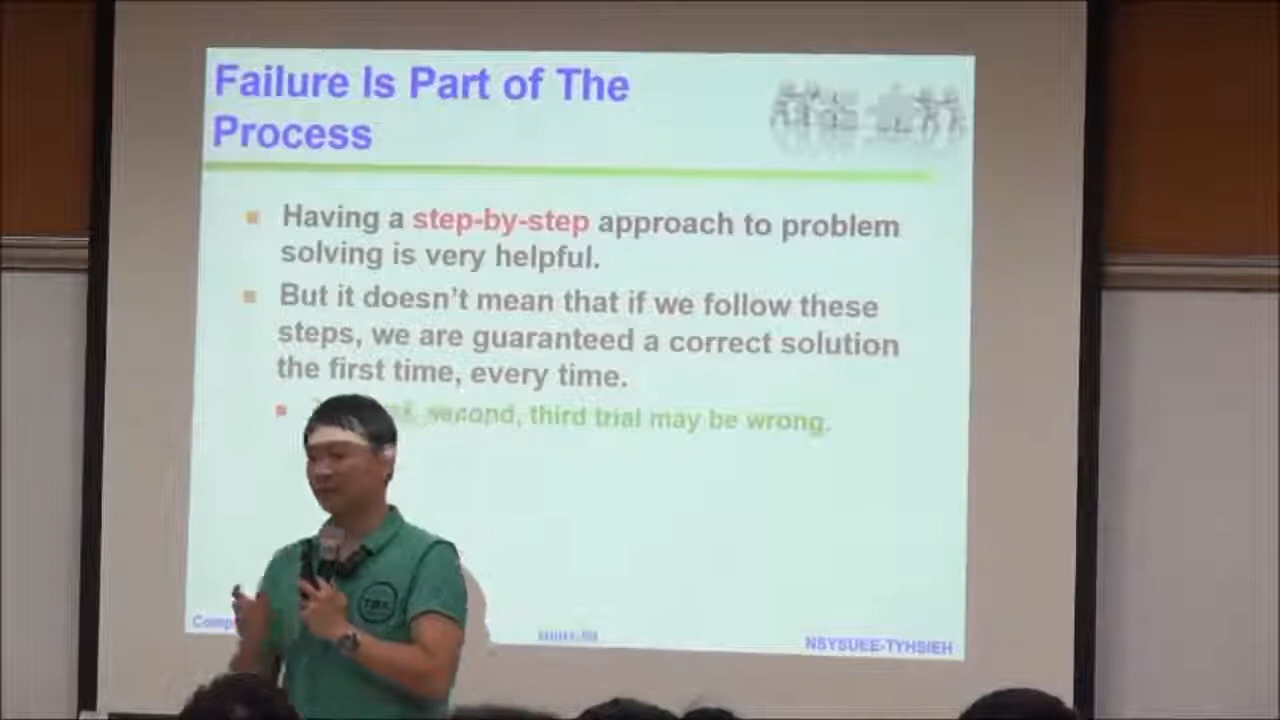 Failure Is Part of The
Process
Having a step-by-step approach to problem
solving is very helpful.
But it doesn't mean that if we follow these
steps, we are guaranteed a correct solution
the first time, every time.
second, third trial may be wrong.
NSYSUEE-TYHSIEH